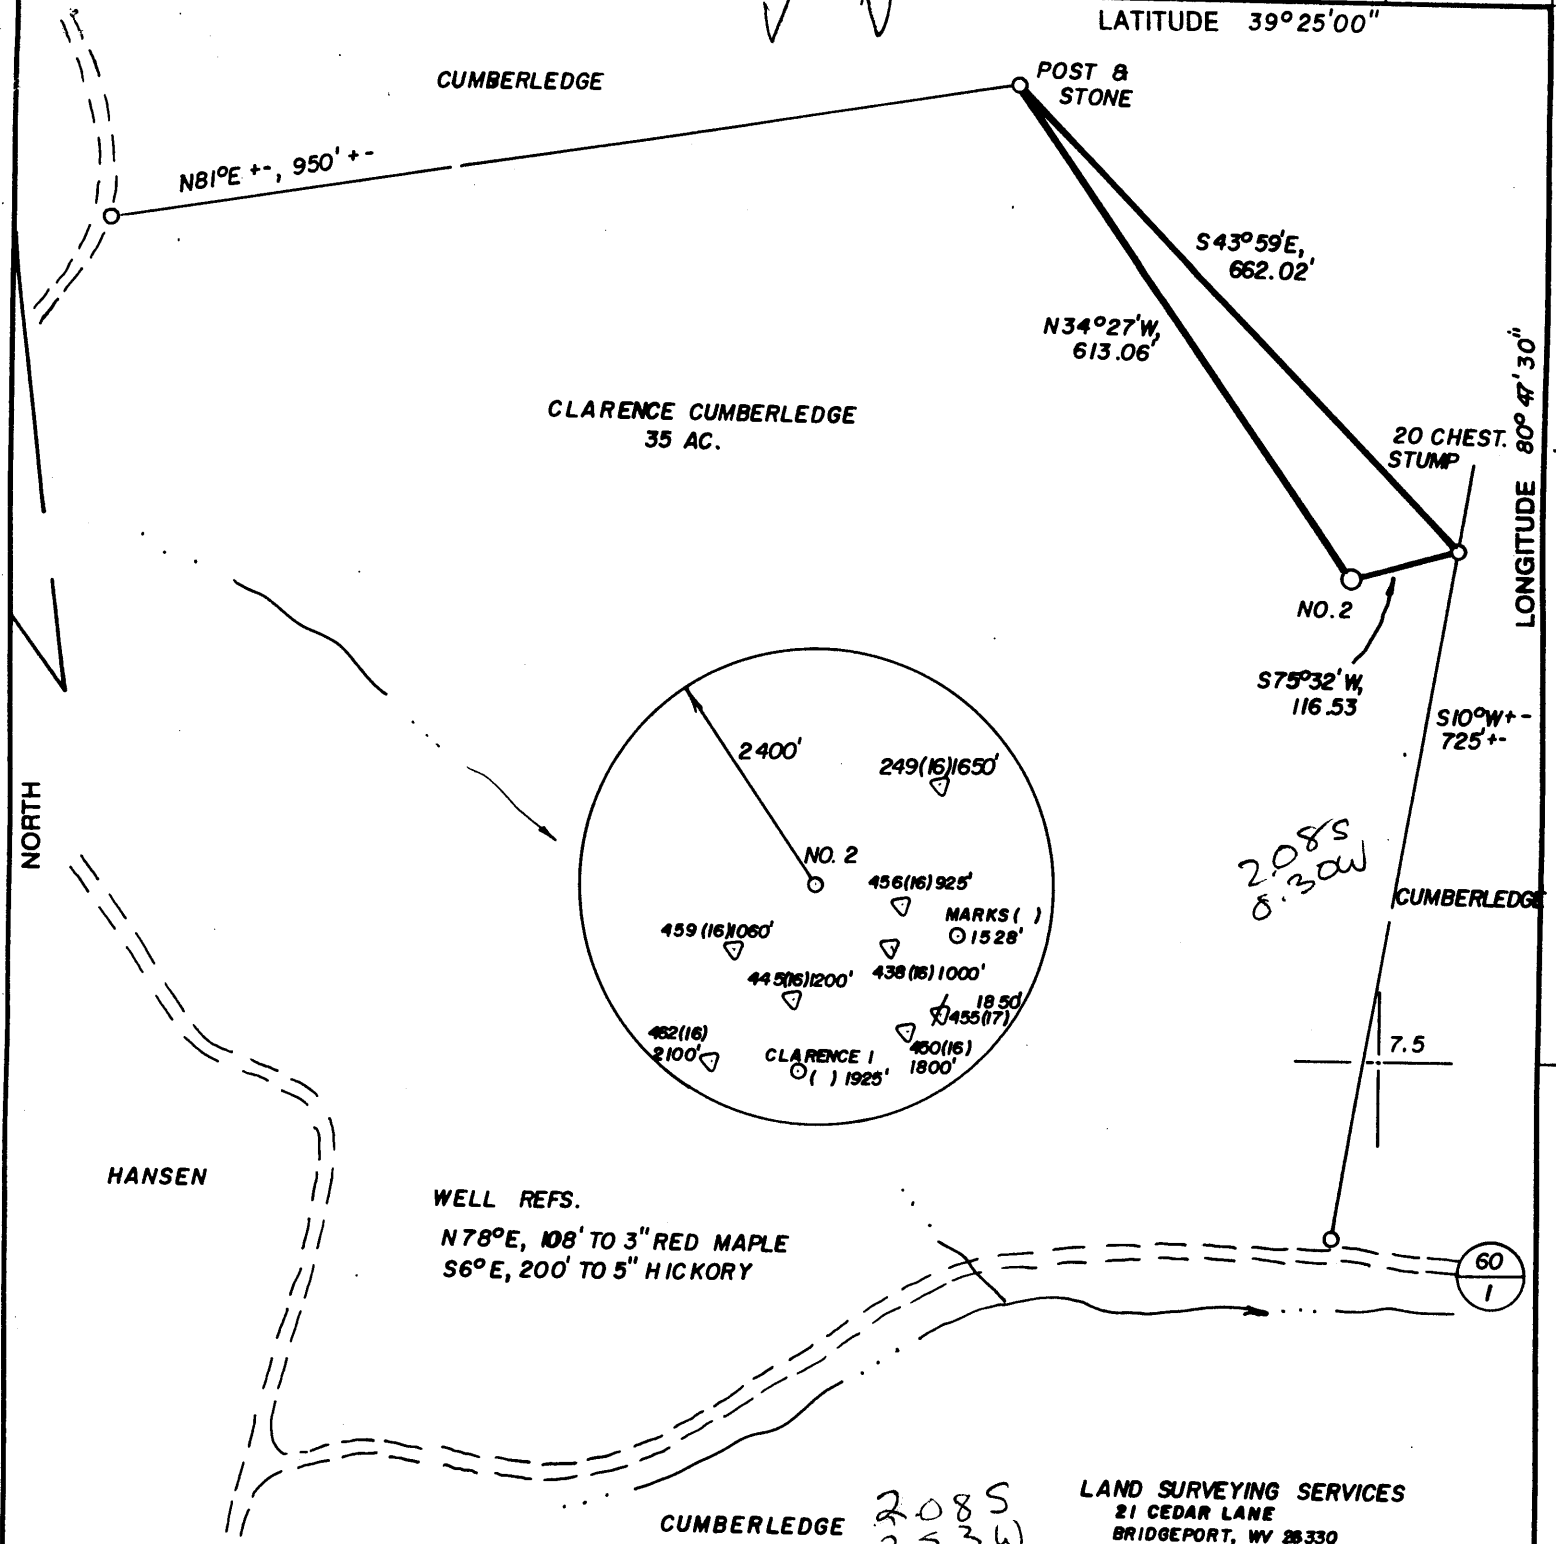 LATITUDE 39°25'00"
POST &
STONE
CUMBERLEDGE
N81°E +-, 950' +-
S43°59'E,
662.02'
N34°27'W,
613.06'
LONGITUDE 80° 47' 30"
CLARENCE CUMBERLEDGE
35 AC.
20 CHEST.
STUMP
NO. 2
S75°32'W,
116.53
S10°W+-
725'+-
NORTH
2400'
249(16)1650'
NO. 2
456(16)925'
MARKS ( )
1528'
459(16)1060'
438(16)1000'
445(16)1200'
1850'
455(17)
462(16)
2100'
460(16)
1800'
CLARENCE 1
( ) 1925'
2.08S
CUMBERLEDGE
7.5
HANSEN
WELL REFS.
N78°E, 108' TO 3" RED MAPLE
S6°E, 200' TO 5" HICKORY
60
1
CUMBERLEDGE
2.08 S
LAND SURVEYING SERVICES
21 CEDAR LANE
BRIDGEPORT, WV 26330